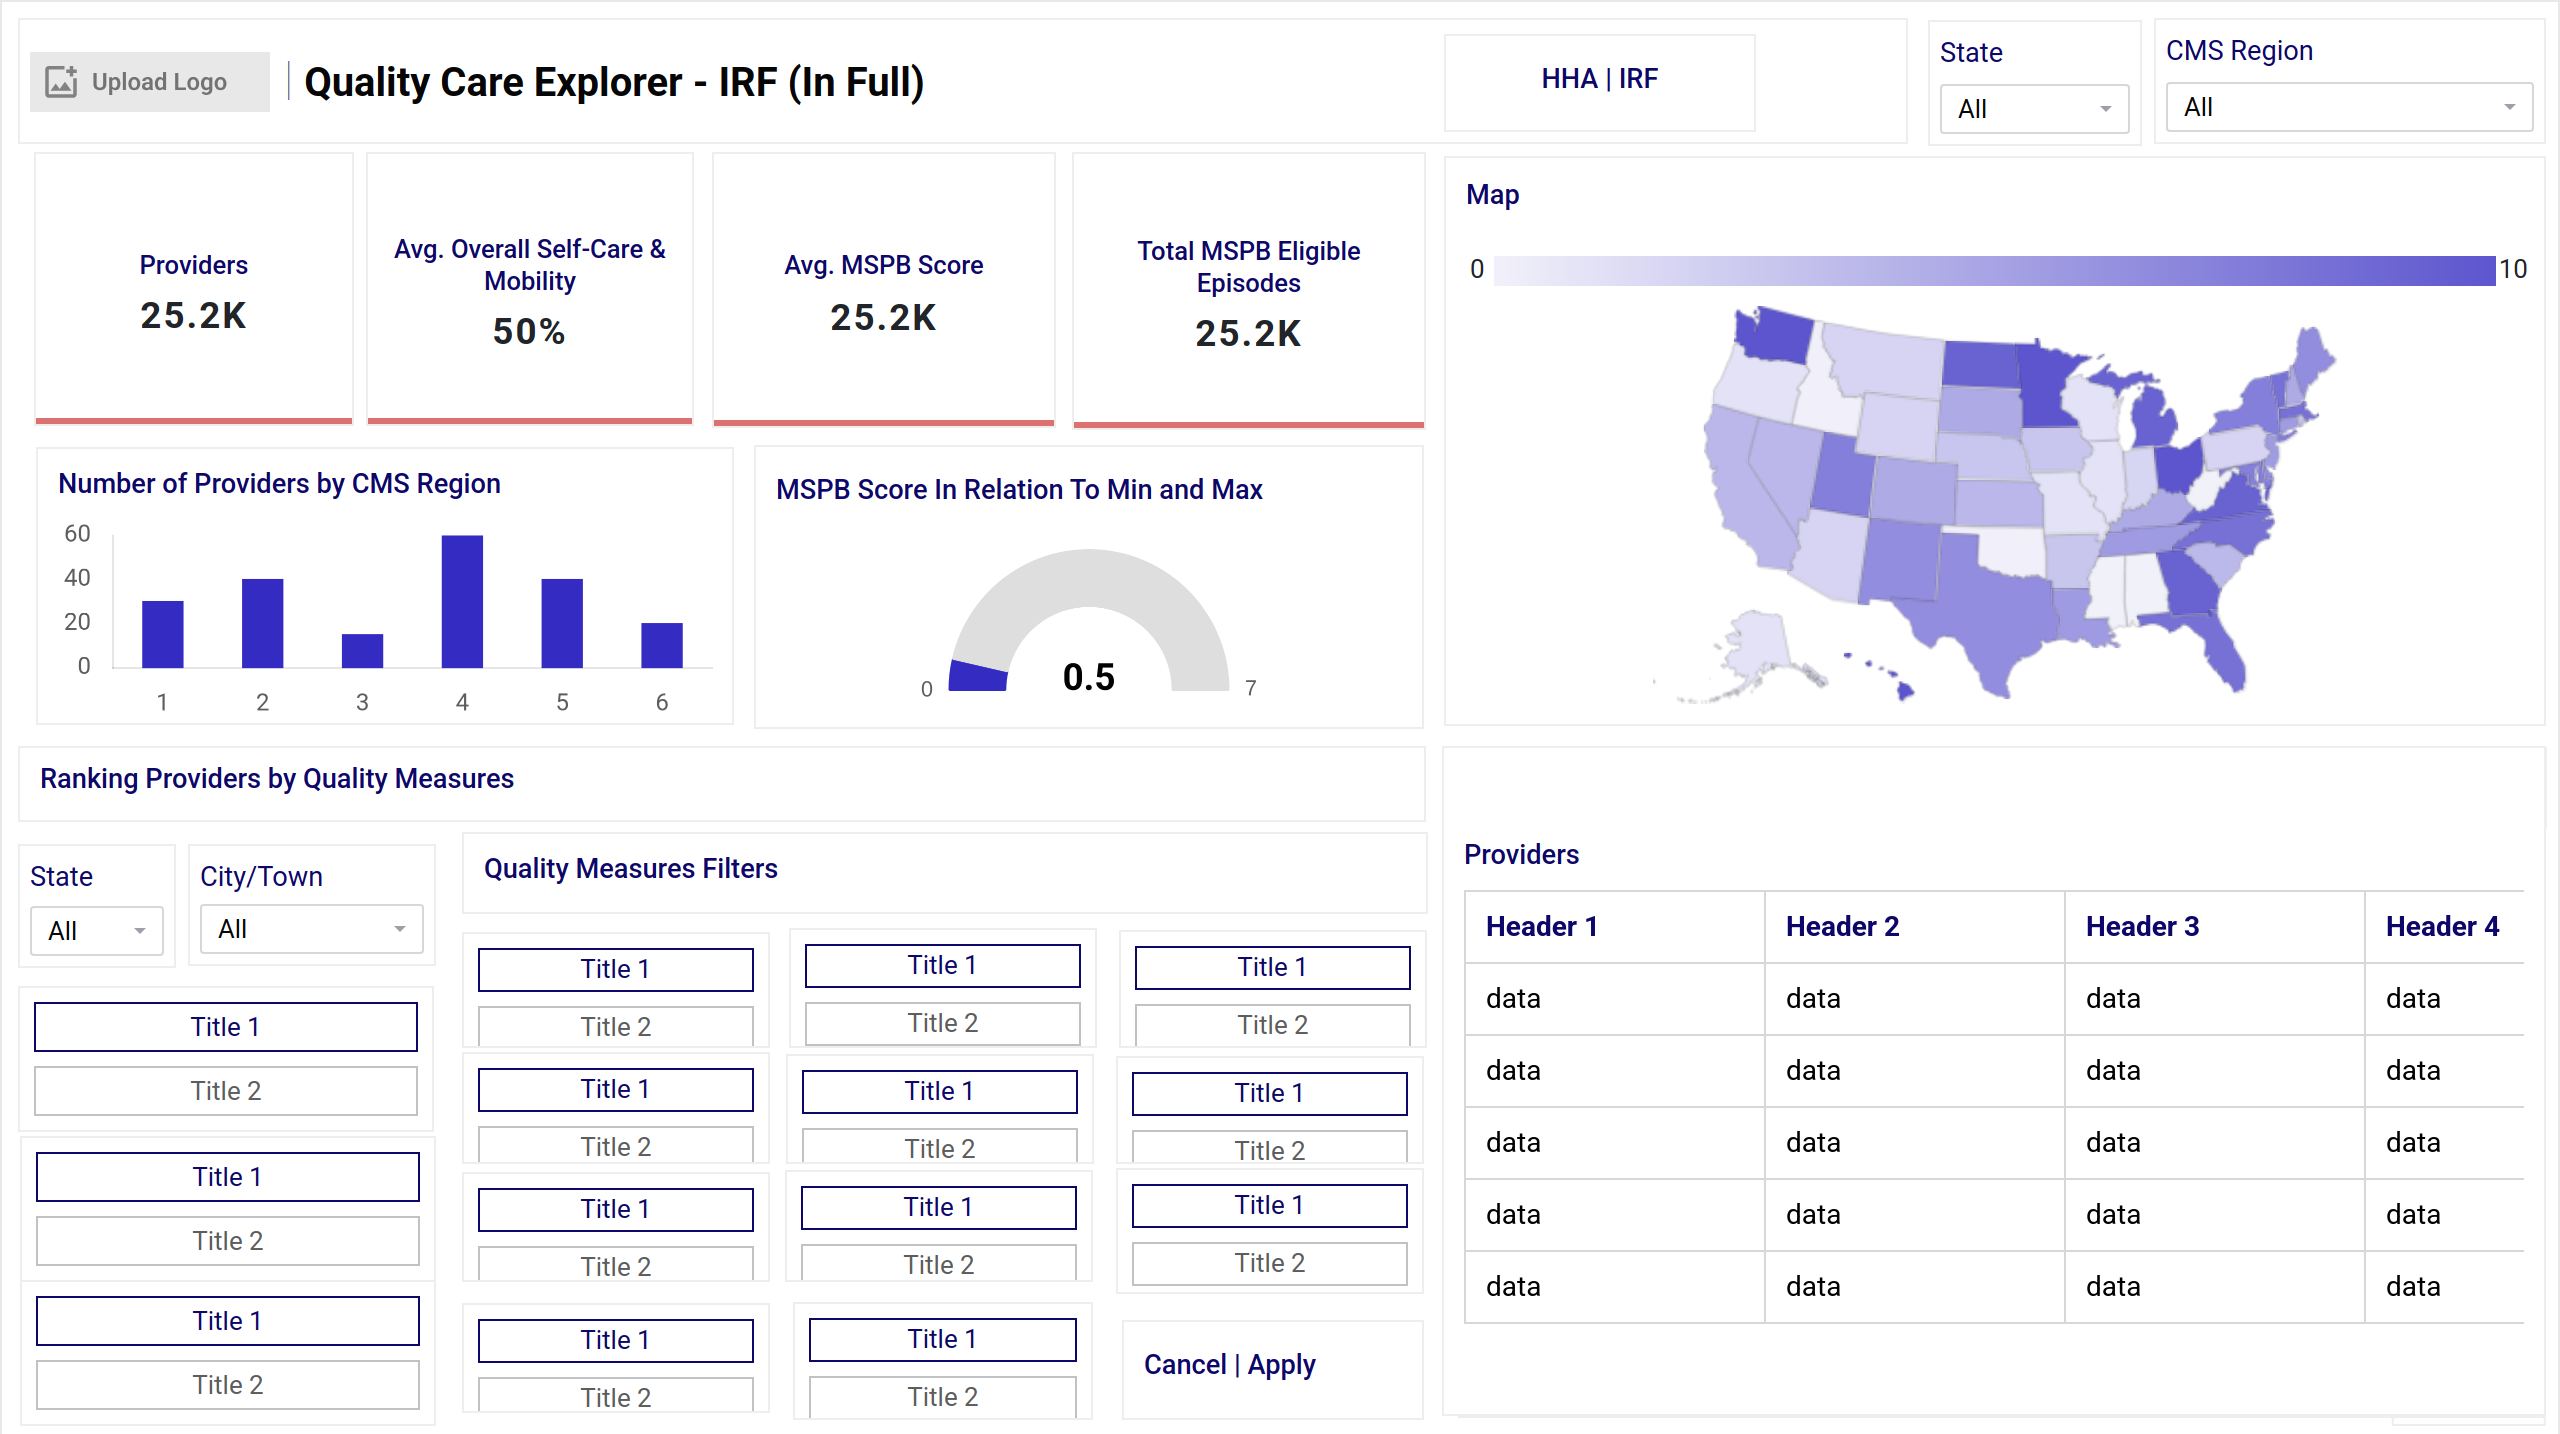 Upload Logo
Quality Care Explorer - IRF (In Full)
HHA | IRF
State
All
CMS Region
All
Providers
25.2K
Avg. Overall Self-Care &
Mobility
50%
Avg. MSPB Score
25.2K
Total MSPB Eligible
Episodes
25.2K
Map
0
10
Number of Providers by CMS Region
60
40
20
0
1 2 3 4 5 6
MSPB Score In Relation To Min and Max
0
0.5
7
Ranking Providers by Quality Measures
State
All
City/Town
All
Title 1
Title 2
Title 1
Title 2
Title 1
Title 2
Quality Measures Filters
Title 1
Title 2
Title 1
Title 2
Title 1
Title 2
Title 1
Title 2
Title 1
Title 2
Title 1
Title 2
Title 1
Title 2
Title 1
Title 2
Title 1
Title 2
Title 1
Title 2
Title 1
Title 2
Cancel | Apply
Providers
Header 1 Header 2 Header 3 Header 4
data data data data
data data data data
data data data data
data data data data
data data data data